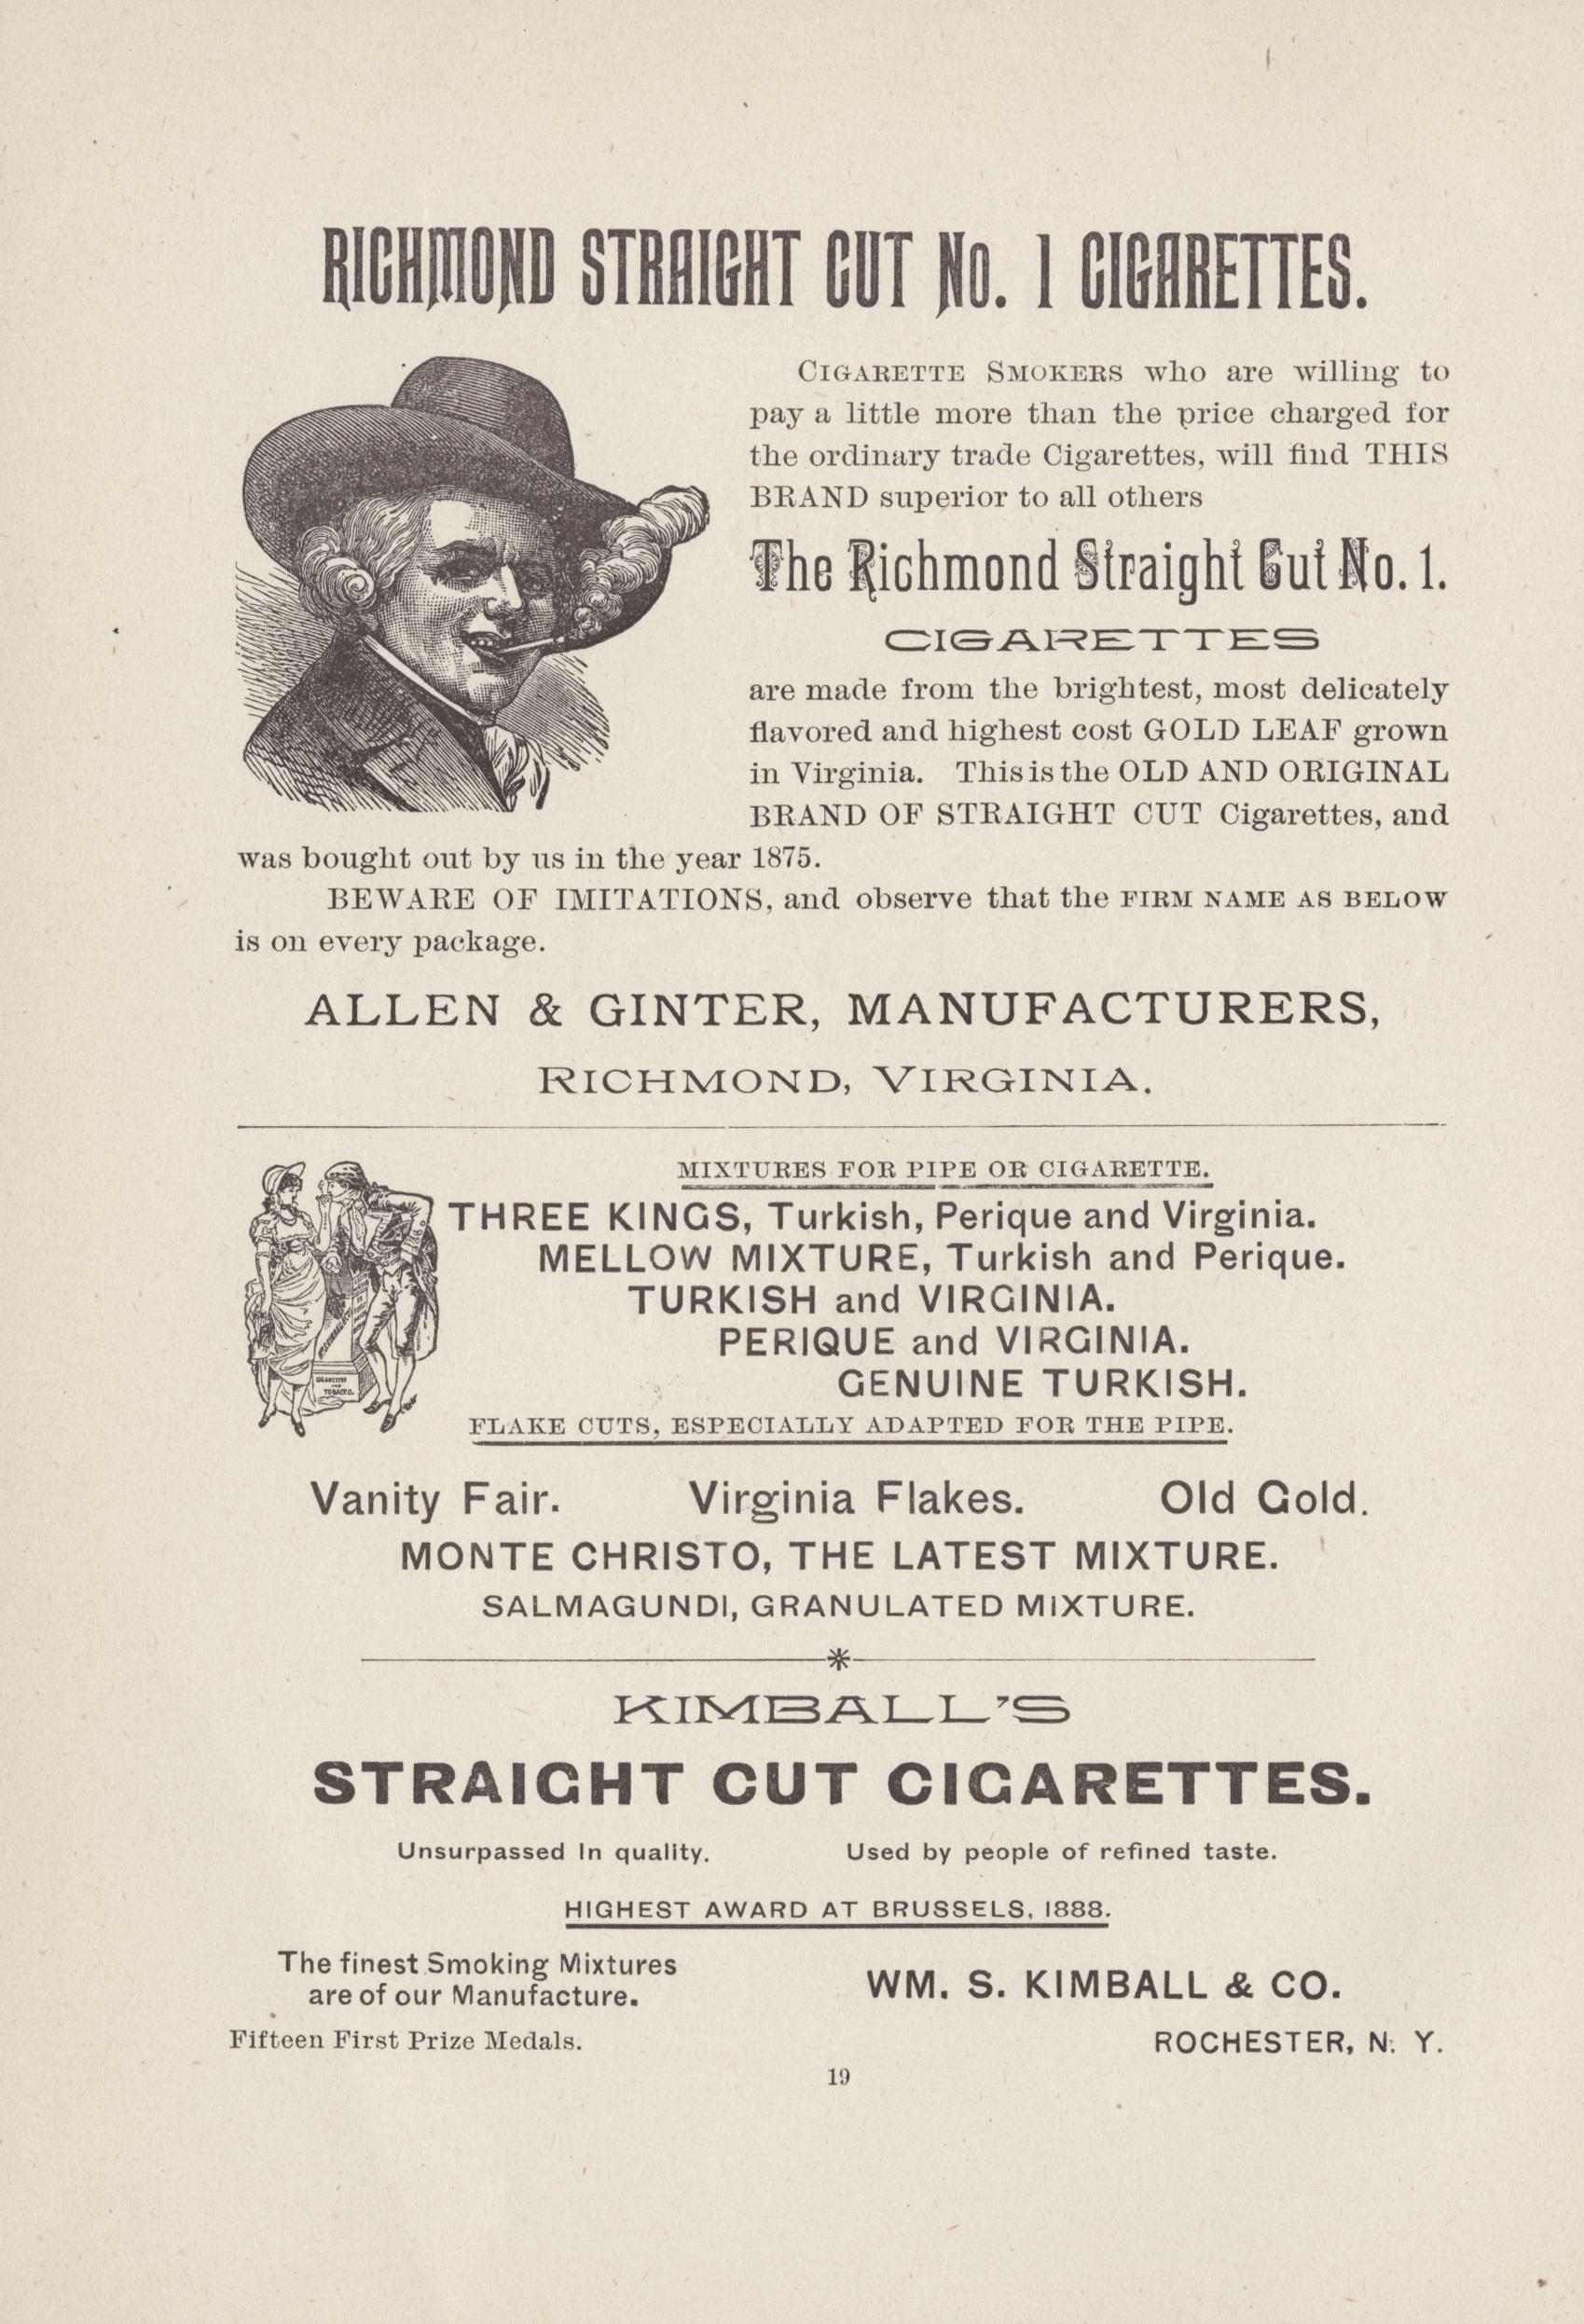 RICHMOND STRAIGHT CUT No. 1 CIGARETTES.
CIGARETTE SMOKERS who are willing to
pay a little more than the price charged for
the ordinary trade Cigarettes, will find THIS
BRAND superior to all others
The Richmond Straight Cut No. 1.
CIGARETTES
are made from the brightest, most delicately
flavored and highest cost GOLD LEAF grown
in Virginia. This is the OLD AND ORIGINAL
BRAND OF STRAIGHT CUT Cigarettes, and
was bought out by us in the year 1875.
BEWARE OF IMITATIONS, and observe that the FIRM NAME AS BELOW
is on every package.
ALLEN & GINTER, MANUFACTURERS,
RICHMOND, VIRGINIA.
MIXTURES FOR PIPE OR CIGARETTE.
THREE KINGS, Turkish, Perique and Virginia.
MELLOW MIXTURE, Turkish and Perique.
TURKISH and VIRGINIA.
PERIQUE and VIRGINIA.
GENUINE TURKISH.
CIGARETTES
AND
TOBACCO.
FLAKE CUTS, ESPECIALLY ADAPTED FOR THE PIPE.
Vanity Fair. Virginia Flakes. Old Gold.
MONTE CHRISTO, THE LATEST MIXTURE.
SALMAGUNDI, GRANULATED MIXTURE.
KIMBALL'S
STRAIGHT CUT CIGARETTES.
Unsurpassed In quality. Used by people of refined taste.
HIGHEST AWARD AT BRUSSELS, 1888.
The finest Smoking Mixtures
are of our Manufacture.
WM. S. KIMBALL & CO.
Fifteen First Prize Medals.
ROCHESTER, N. Y.
19